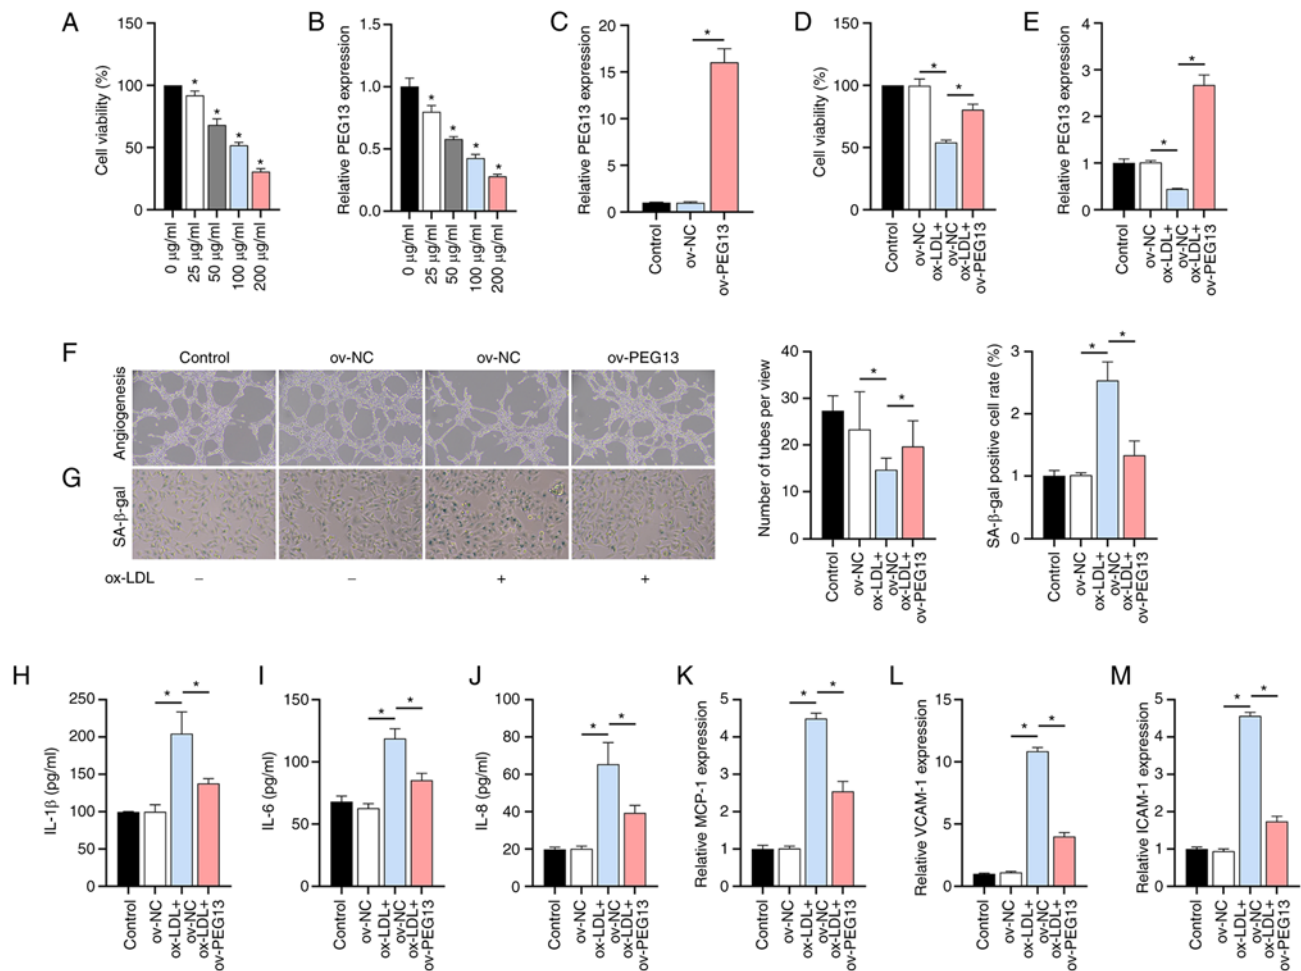 A
Cell viability (%)
150
100
50
0
*
*
*
*
0 μg/ml
25 μg/ml
50 μg/ml
100 μg/ml
200 μg/ml
B
Relative PEG13 expression
1.5
1.0
0.5
0.0
*
*
*
*
0 μg/ml
25 μg/ml
50 μg/ml
100 μg/ml
200 μg/ml
C
Relative PEG13 expression
20
15
10
5
0
*
Control
ov-NC
ov-PEG13
D
Cell viability (%)
150
100
50
0
*
*
Control
ov-NC
ox-LDL+
ov-NC
ox-LDL+
ov-PEG13
E
Relative PEG13 expression
4
3
2
1
0
*
*
Control
ov-NC
ox-LDL+
ov-NC
ox-LDL+
ov-PEG13
F
Control
ov-NC
ov-NC
ov-PEG13
Angiogenesis
G
SA-β-gal
ox-LDL
–
–
+
+
Number of tubes per view
40
30
20
10
0
*
*
Control
ov-NC
ox-LDL+
ov-NC
ox-LDL+
ov-PEG13
SA-β-gal positive cell rate (%)
3
2
1
0
*
*
Control
ov-NC
ox-LDL+
ov-NC
ox-LDL+
ov-PEG13
H
IL-1β (pg/ml)
250
200
150
100
50
0
*
*
Control
ov-NC
ox-LDL+
ov-NC
ox-LDL+
ov-PEG13
I
IL-6 (pg/ml)
150
100
50
0
*
*
Control
ov-NC
ox-LDL+
ov-NC
ox-LDL+
ov-PEG13
J
IL-8 (pg/ml)
100
80
60
40
20
0
*
*
Control
ov-NC
ox-LDL+
ov-NC
ox-LDL+
ov-PEG13
K
Relative MCP-1 expression
5
4
3
2
1
0
*
*
Control
ov-NC
ox-LDL+
ov-NC
ox-LDL+
ov-PEG13
L
Relative VCAM-1 expression
15
10
5
0
*
*
Control
ov-NC
ox-LDL+
ov-NC
ox-LDL+
ov-PEG13
M
Relative ICAM-1 expression
5
4
3
2
1
0
*
*
Control
ov-NC
ox-LDL+
ov-NC
ox-LDL+
ov-PEG13